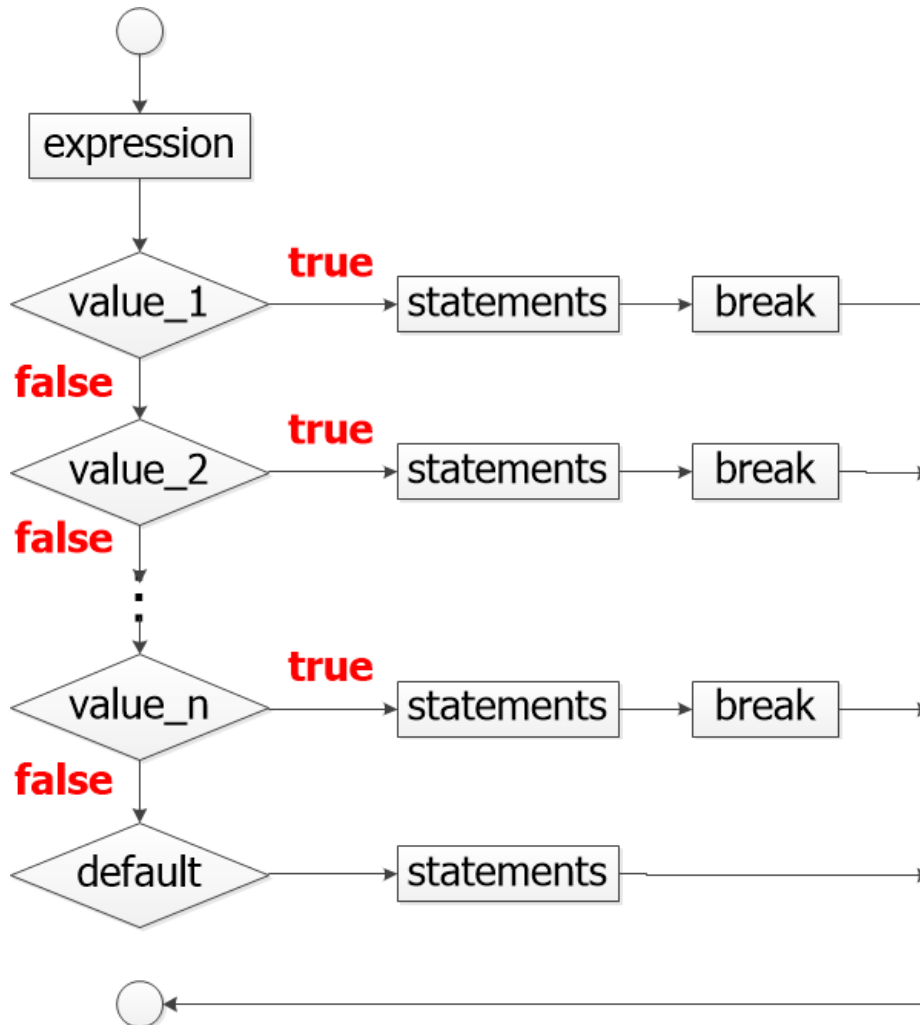 expression
true
value_1 statements break
false
true
value_2 statements break
false
:
true
value_n statements break
false
default statements